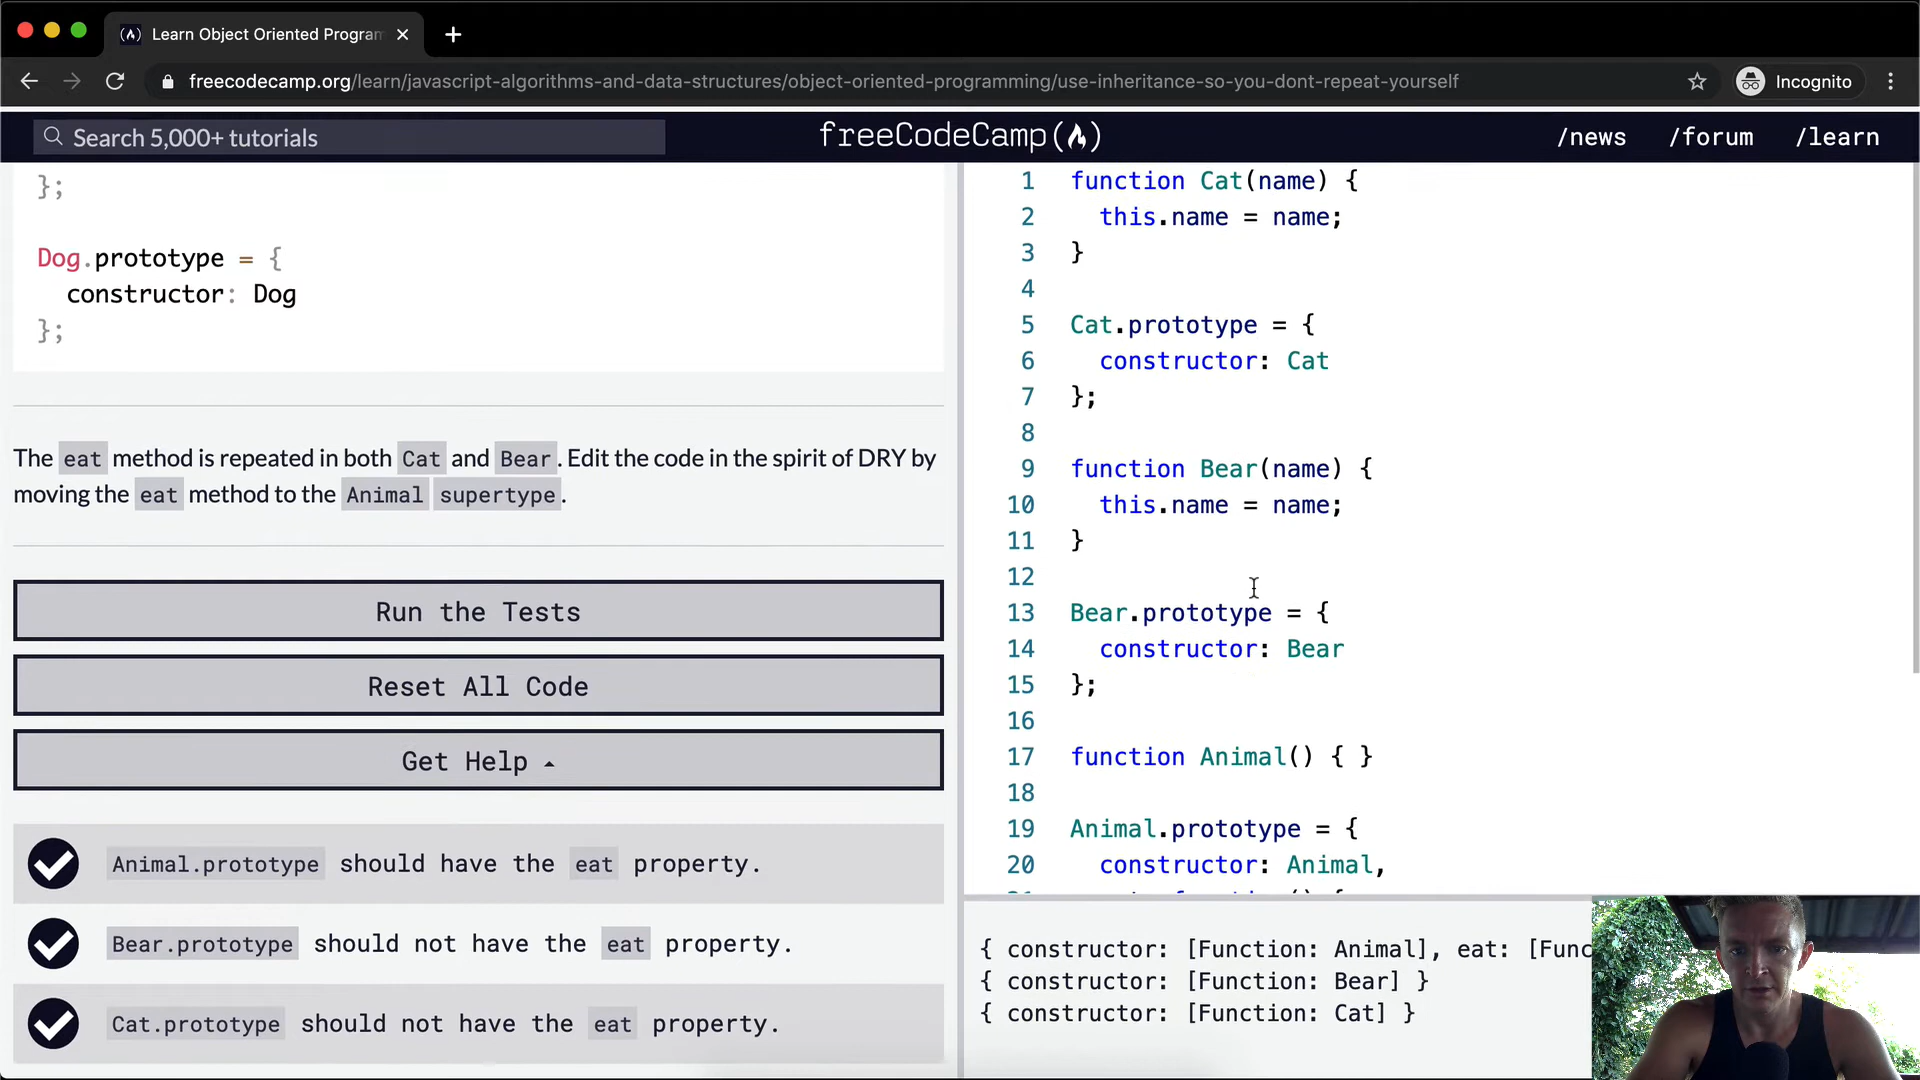 Learn Object Oriented Program
freecodecamp.org/learn/javascript-algorithms-and-data-structures/object-oriented-programming/use-inheritance-so-you-dont-repeat-yourself
Incognito
Search 5,000+ tutorials
freeCodeCamp
/news /forum /learn
};
Dog.prototype = {
constructor: Dog
};
The eat method is repeated in both Cat and Bear. Edit the code in the spirit of DRY by
moving the eat method to the Animal supertype.
Run the Tests
Reset All Code
Get Help
Animal.prototype should have the eat property.
Bear.prototype should not have the eat property.
Cat.prototype should not have the eat property.
1 function Cat(name) {
2 this.name = name;
3 }
4
5 Cat.prototype = {
6 constructor: Cat
7 };
8
9 function Bear(name) {
10 this.name = name;
11 }
12
13 Bear.prototype = {
14 constructor: Bear
15 };
16
17 function Animal() { }
18
19 Animal.prototype = {
20 constructor: Animal,
{ constructor: [Function: Animal], eat: [Func
{ constructor: [Function: Bear] }
{ constructor: [Function: Cat] }